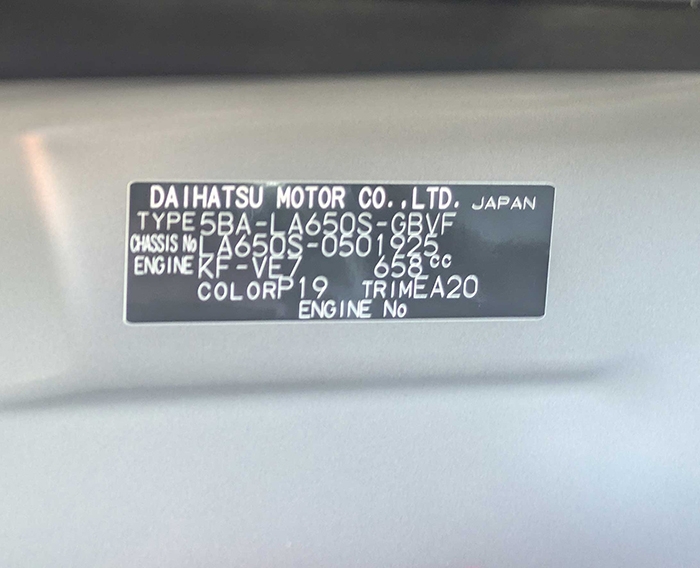 DAIHATSU MOTOR CO.,LTD. JAPAN
TYPE 5BA-LA650S-GBVF
CHASSIS No LA650S-0501925
ENGINE KF-VE7 658cc
COLOR P19 TRIM EA20
ENGINE No